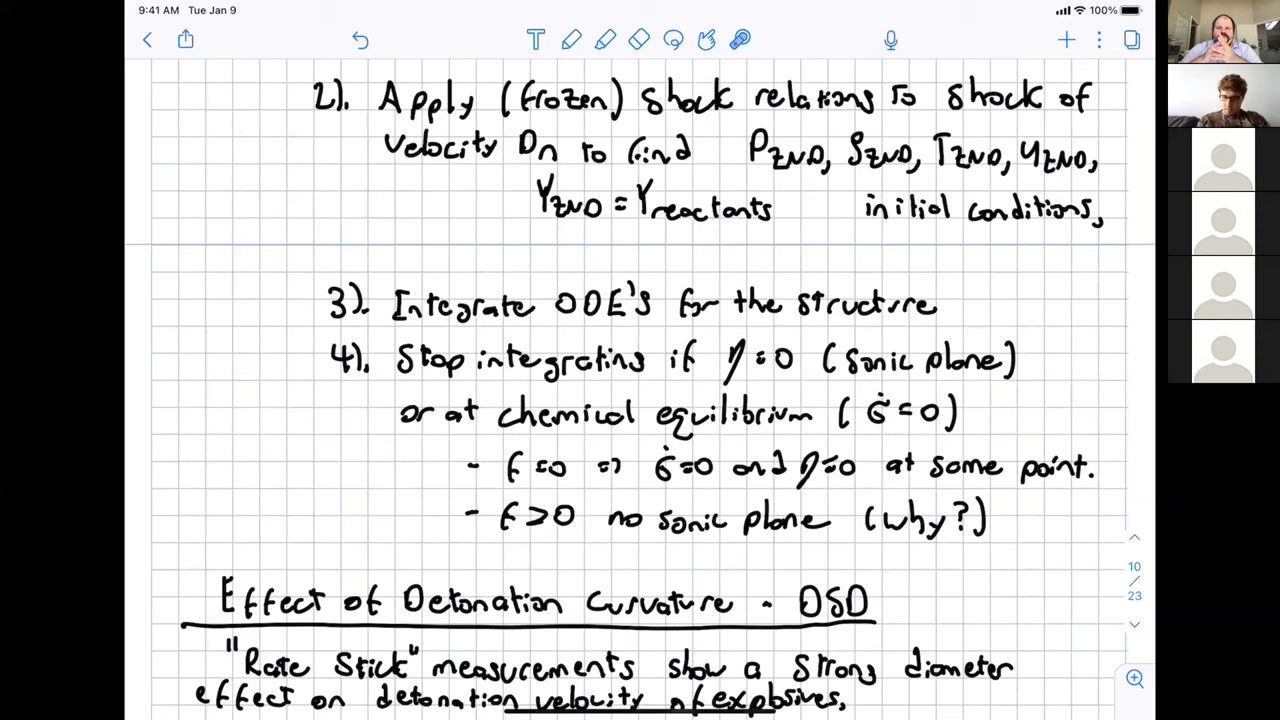 9:41 AM Tue Jan 9
100%
2). Apply (frozen) shock relations to shock of
velocity Dn to find PZND, ρZND, TZND, uZND,
YZND = Yreactants initial conditions,
3). Integrate ODE's for the structure
4). Stop integrating if η = 0 (sonic plane)
or at chemical equilibrium (σ̇ = 0)
- f = 0 ⇒ σ̇ = 0 and η = 0 at some point.
- f > 0 no sonic plane (why?)
10
/
23
Effect of Detonation Curvature - DSD
"Rate Stick" measurements show a strong diameter
effect on detonation velocity of explosives,